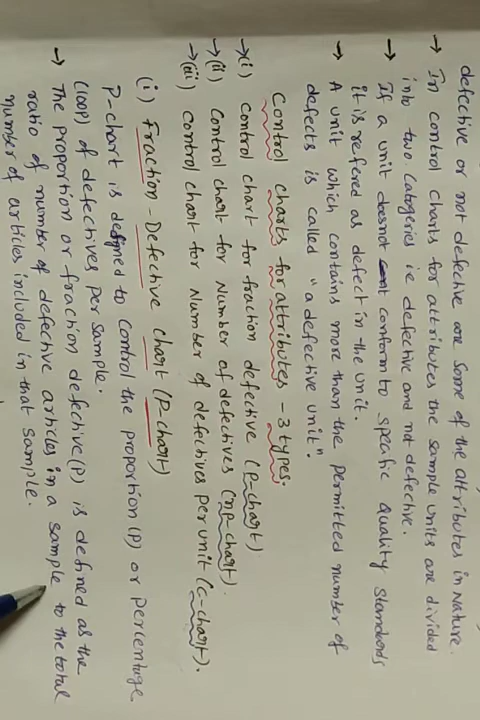 defective or not defective are some of the attributes in Nature.
→ In control charts for attributes the sample units are divided
into two categeries ie defective and not defective.
→ If a unit doesnot conform to specific quality standards
it is refered as defect in the unit.
→ A unit which contains more than the permitted number of
defects is called "a defective unit".
Control charts for attributes - 3 types.
→(i) Control chart for fraction defective (p-chart)
→(ii) Control chart for Number of defectives (np-chart).
→(iii) Control chart for Number of defectives per unit (c-chart).
(i) Fraction-Defective chart (P-chart)
P-chart is defined to control the proportion (P) or percentage
(100P) of defectives per sample.
→ The proportion or fraction defective (P) is defined as the
ratio of number of defective articles in a sample to the total
number of articles included in that sample.